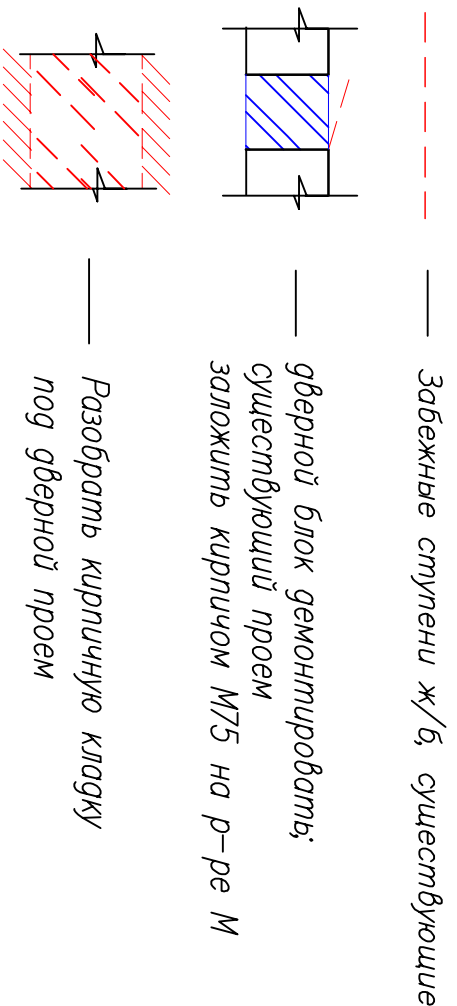 Забежные ступени ж/б, существующие
дверной блок демонтировать;
существующий проем
заложить кирпичом М75 на р-ре М
Разобрать кирпичную кладку
под дверной проем